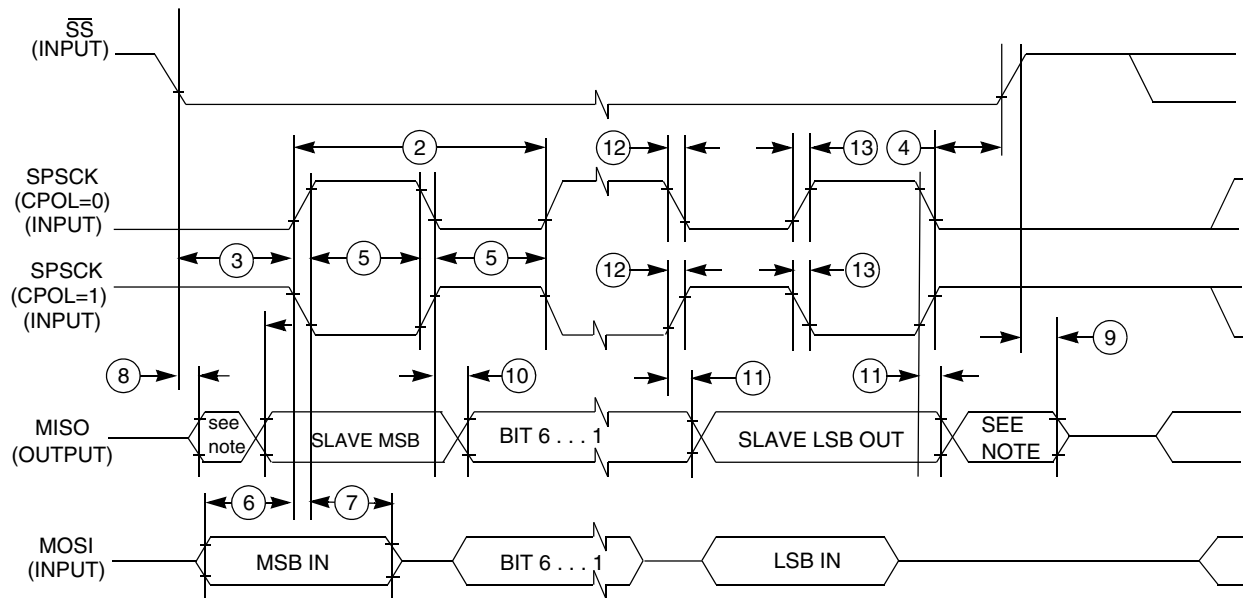 SS
(INPUT)
2
12
13
4
SPSCK
(CPOL=0)
(INPUT)
3
5
5
12
13
SPSCK
(CPOL=1)
(INPUT)
9
8
10
11
11
MISO
(OUTPUT)
see
note
SLAVE MSB
BIT 6 . . . 1
SLAVE LSB OUT
SEE
NOTE
6
7
MOSI
(INPUT)
MSB IN
BIT 6 . . . 1
LSB IN